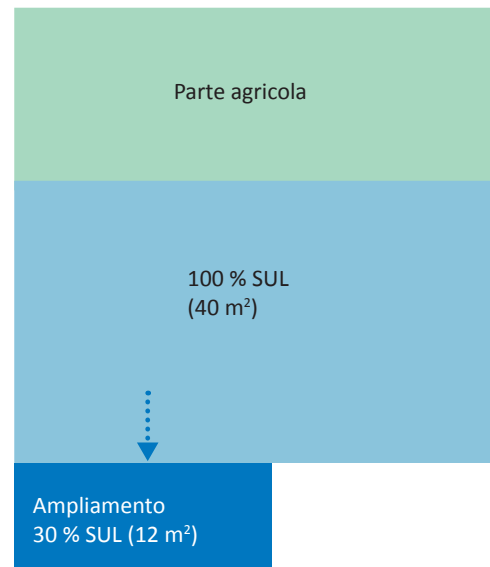 Parte agricola
100 % SUL
(40 m²)
Ampliamento
30 % SUL (12 m²)